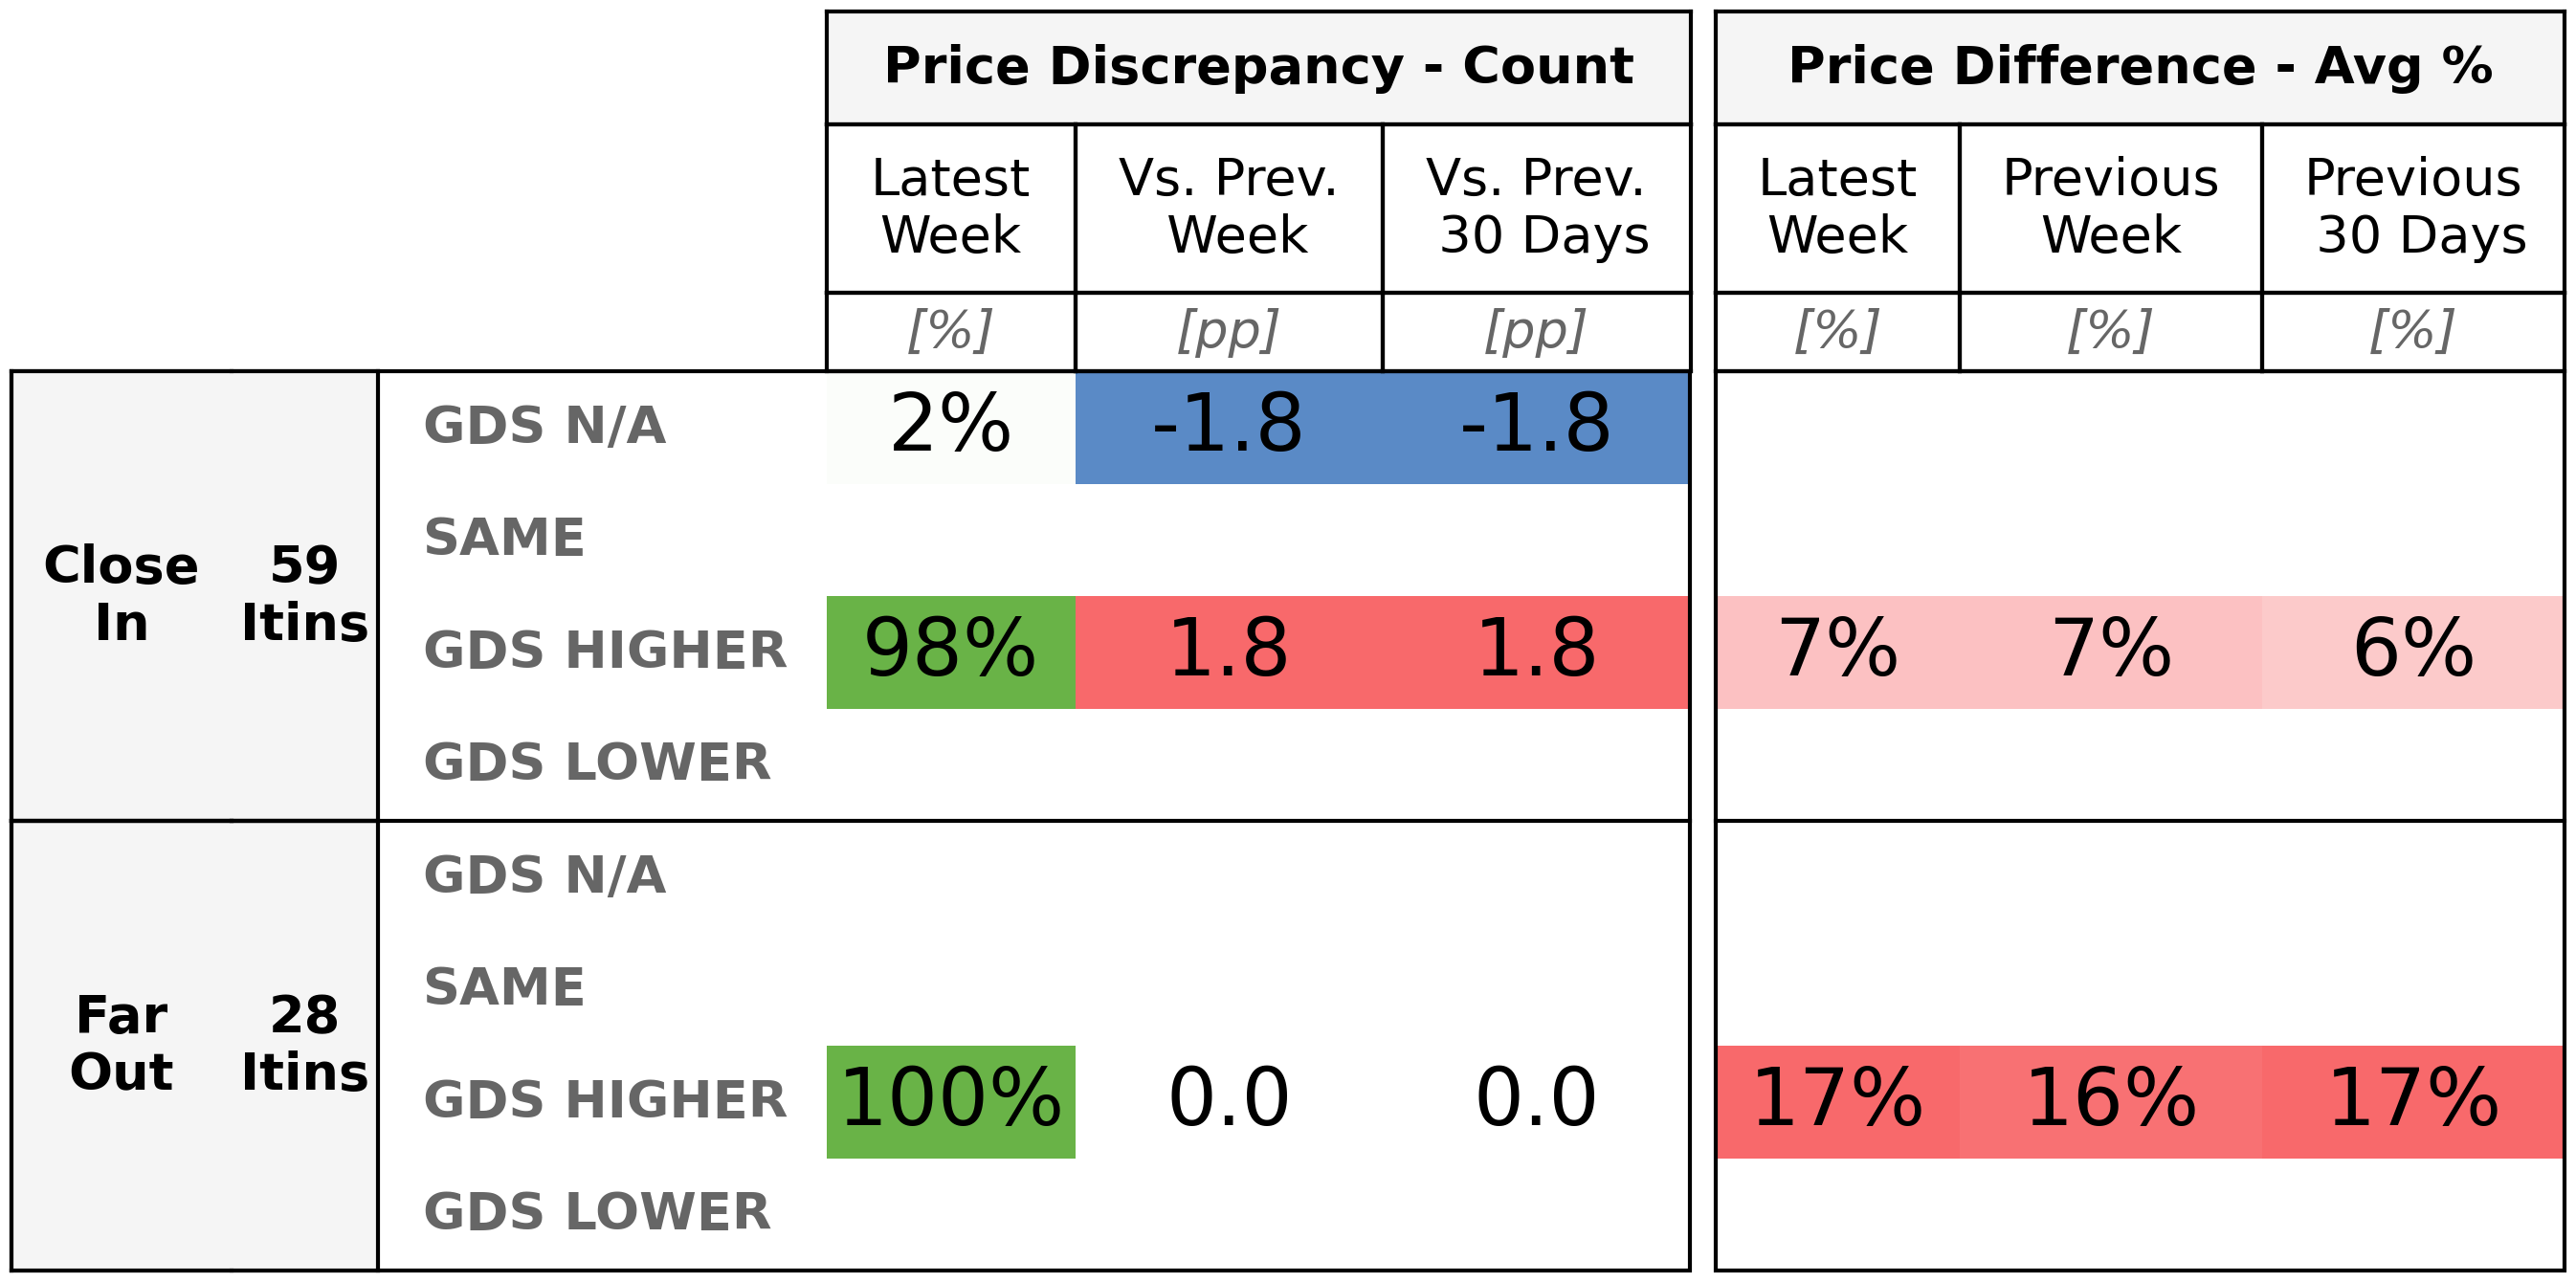 Price Discrepancy - Count
Price Difference - Avg %
Latest Week
Vs. Prev. Week
Vs. Prev. 30 Days
Latest Week
Previous Week
Previous 30 Days
[%] [pp] [pp] [%] [%] [%]
Close In
59 Itins
GDS N/A 2% -1.8 -1.8
SAME
GDS HIGHER 98% 1.8 1.8 7% 7% 6%
GDS LOWER
Far Out
28 Itins
GDS N/A
SAME
GDS HIGHER 100% 0.0 0.0 17% 16% 17%
GDS LOWER